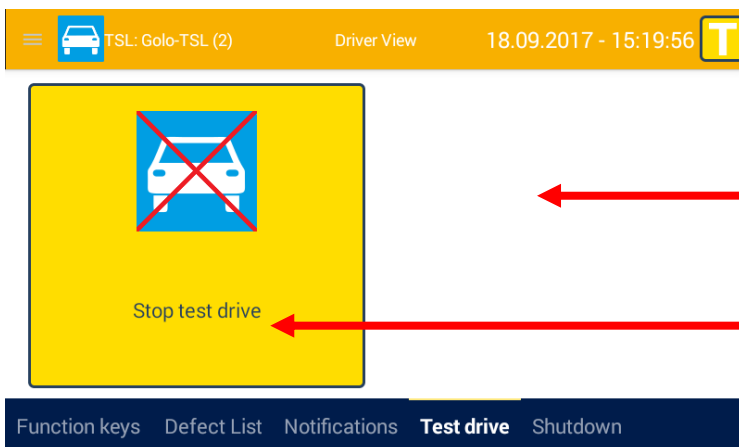 TSL: Golo-TSL (2) Driver View 18.09.2017 - 15:19:56 T
Stop test drive
Function keys Defect List Notifications Test drive Shutdown